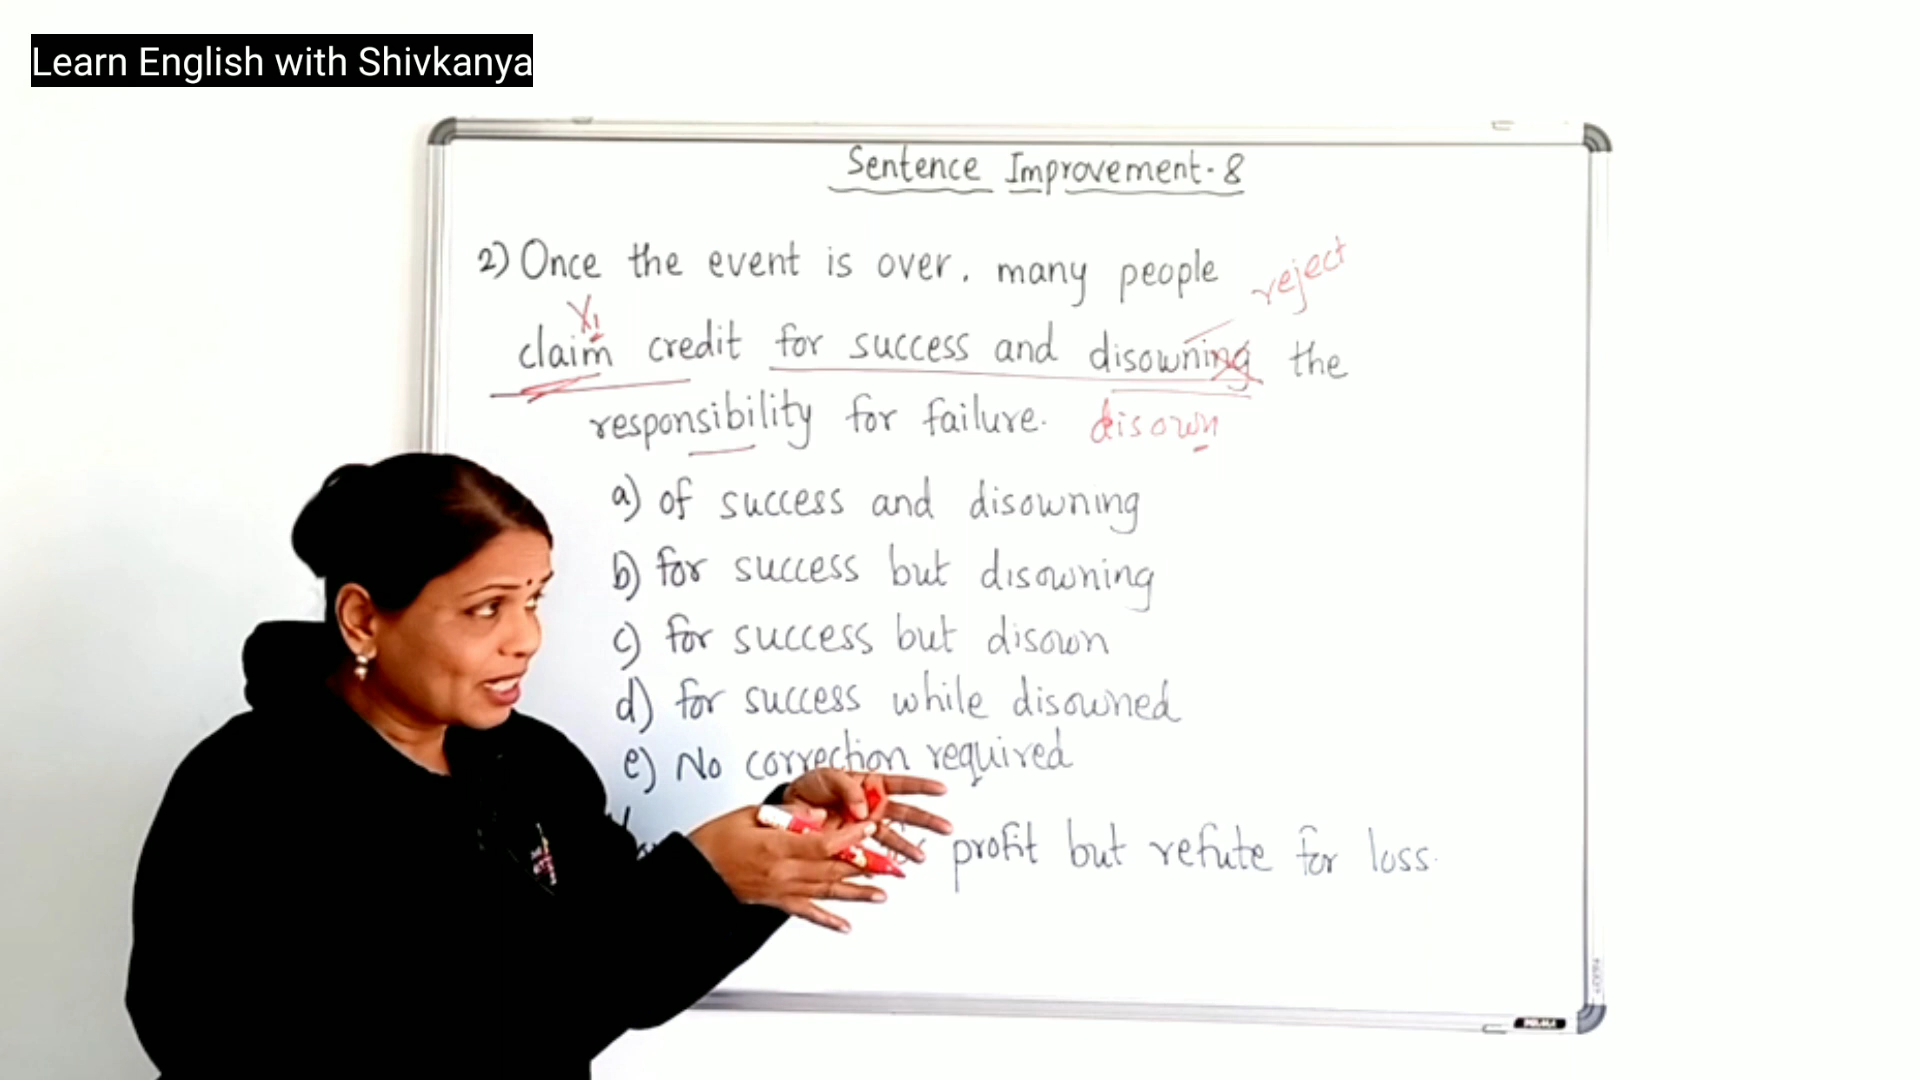 Learn English with Shivkanya
Sentence Improvement-8
2) Once the event is over. many people
reject
V1
claim credit for success and disowning the
responsibility for failure. disown
a) of success and disowning
b) for success but disowning
c) for success but disown
d) for success while disowned
e) No correction required
profit but refute for loss.